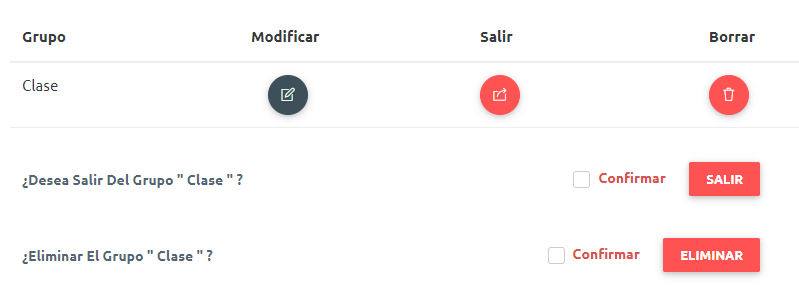 Grupo Modificar Salir Borrar
Clase
¿Desea Salir Del Grupo " Clase " ? Confirmar SALIR
¿Eliminar El Grupo " Clase " ? Confirmar ELIMINAR